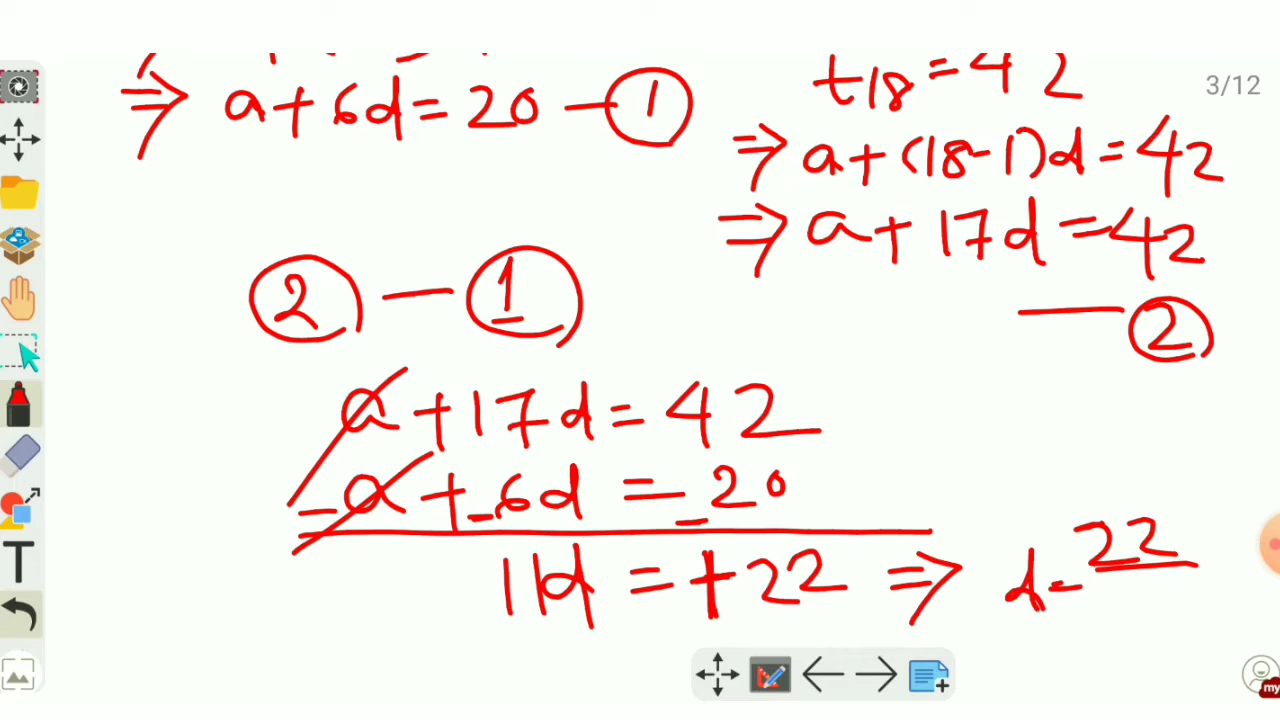 ⇒ a + 6d = 20 — 1
t18 = 42
⇒ a + (18-1)d = 42
⇒ a + 17d = 42
— 2
2 — 1
a + 17d = 42
- a + - 6d = - 20
11d = +22 ⇒ d = 22
3/12
T
my